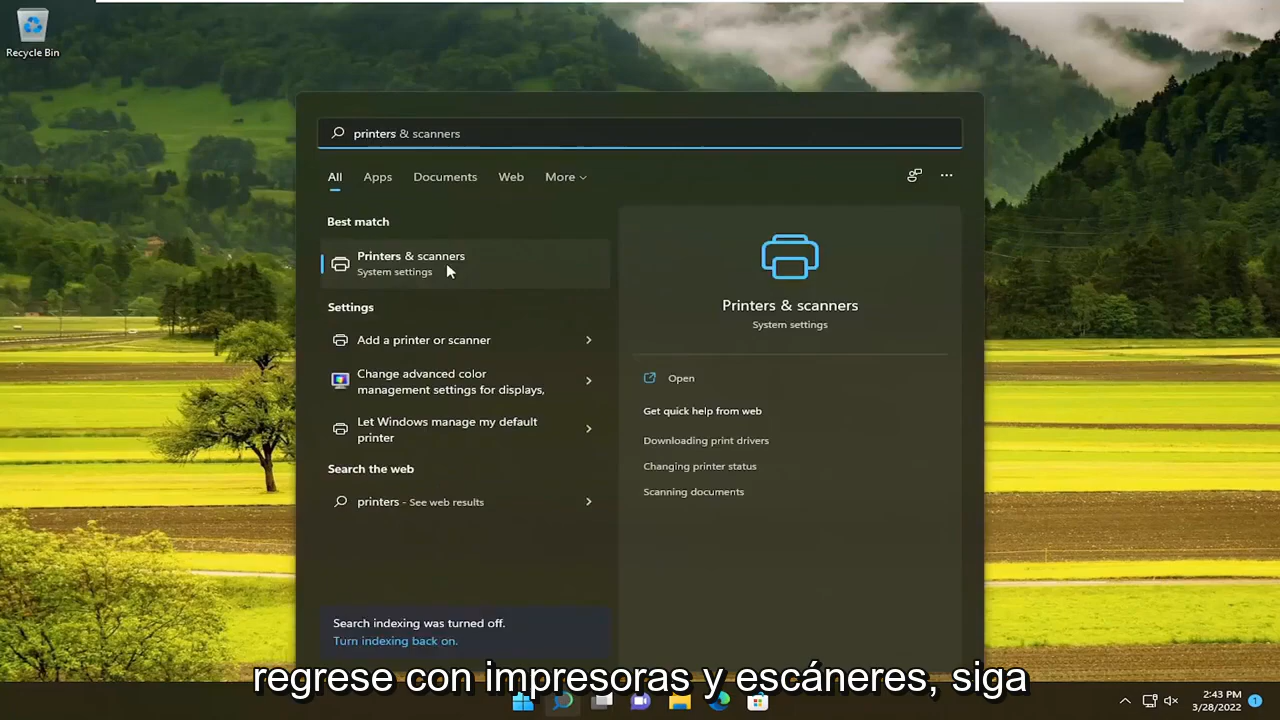 Recycle Bin
printers & scanners
All Apps Documents Web More
Best match
Printers & scanners
System settings
Settings
Add a printer or scanner
Change advanced color
management settings for displays,
Let Windows manage my default
printer
Search the web
printers - See web results
Search indexing was turned off.
Turn indexing back on.
Printers & scanners
System settings
Open
Get quick help from web
Downloading print drivers
Changing printer status
Scanning documents
regrese con impresoras y escáneres, siga
2:43 PM
3/28/2022
1